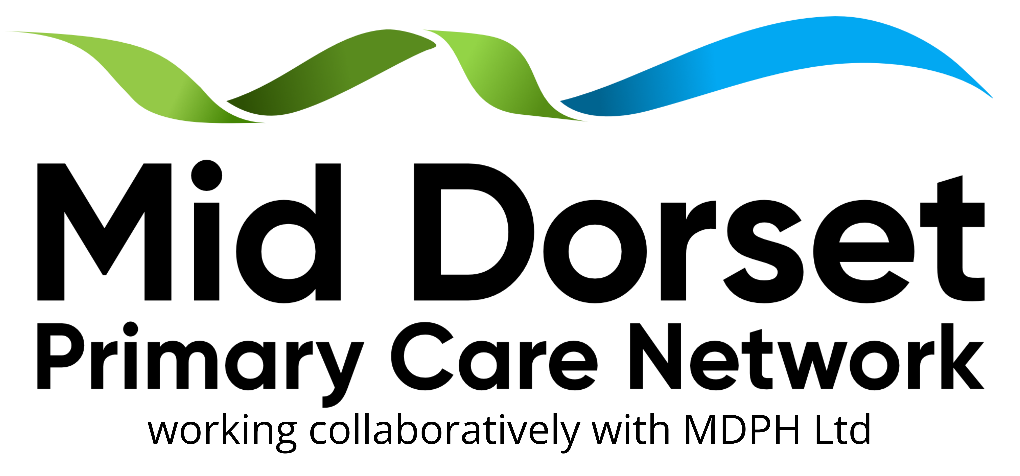 Mid Dorset
Primary Care Network
working collaboratively with MDPH Ltd